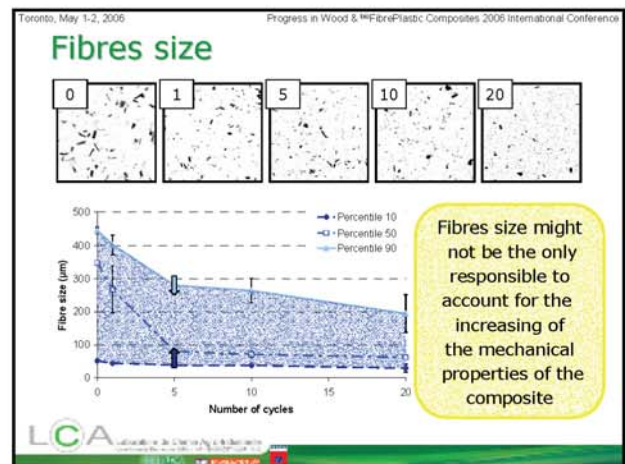 Toronto, May 1-2, 2006 Progress in Wood & Plastic Composites 2006 International Conference
Fibres size
0 1 5 10 20
500
400
300
200
100
0
Fibre size (µm)
Percentile 10
Percentile 50
Percentile 90
0 5 10 15 20
Number of cycles
Fibres size might
not be the only
responsible to
account for the
increasing of
the mechanical
properties of the
composite
LCA